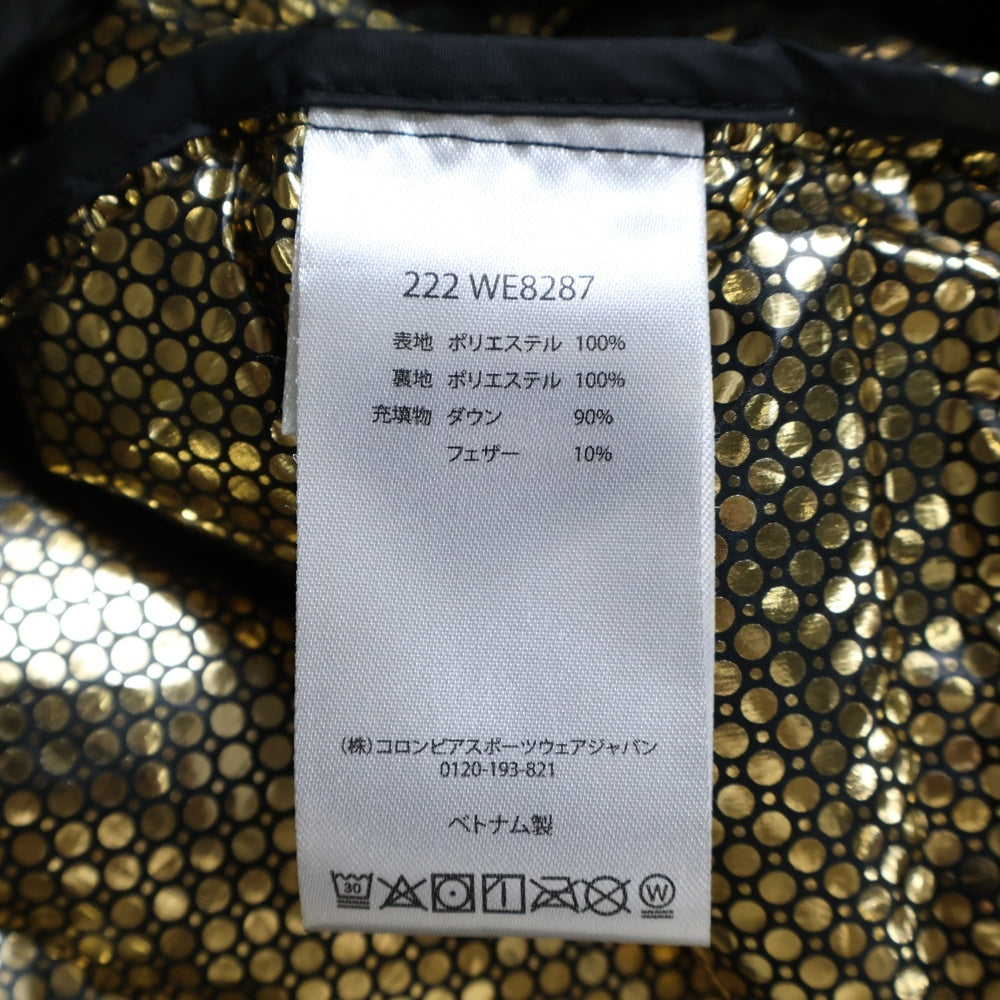 222 WE8287
表地 ポリエステル 100%
裏地 ポリエステル 100%
充填物 ダウン 90%
フェザー 10%
(株)コロンビアスポーツウェアジャパン
0120-193-821
ベトナム製
30 W